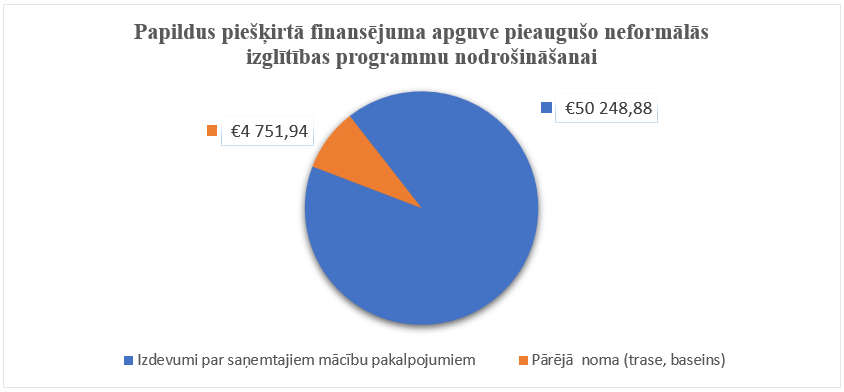 Papildus piešķirtā finansējuma apguve pieaugušo neformālās
izglītības programmu nodrošināšanai
€50 248,88
€4 751,94
Izdevumi par saņemtajiem mācību pakalpojumiem
Pārējā noma (trase, baseins)